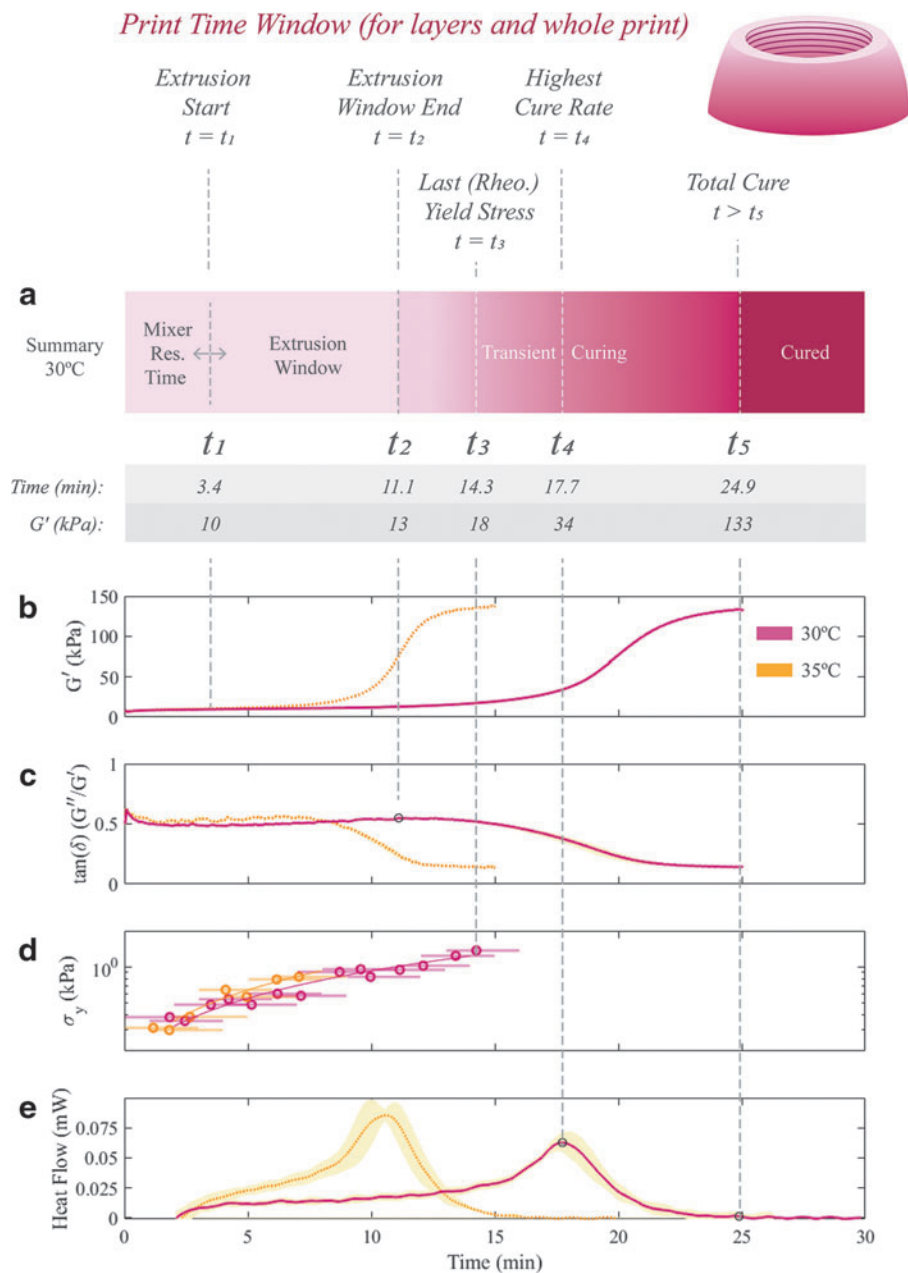 Print Time Window (for layers and whole print)
Extrusion
Start
t = t₁
Extrusion
Window End
t = t₂
Highest
Cure Rate
t = t₄
Last (Rheo.)
Yield Stress
t = t₃
Total Cure
t > t₅
a
Summary
30ºC
Mixer
Res.
Time
Extrusion
Window
Transient
Curing
Cured
t₁ t₂ t₃ t₄ t₅
Time (min): 3.4 11.1 14.3 17.7 24.9
G' (kPa): 10 13 18 34 133
b
G' (kPa)
150
100
50
0
30ºC
35ºC
c
tan(δ) (G''/G')
1
0.5
0
d
σy (kPa)
10⁰
e
Heat Flow (mW)
0.075
0.05
0.025
0
0 5 10 15 20 25 30
Time (min)